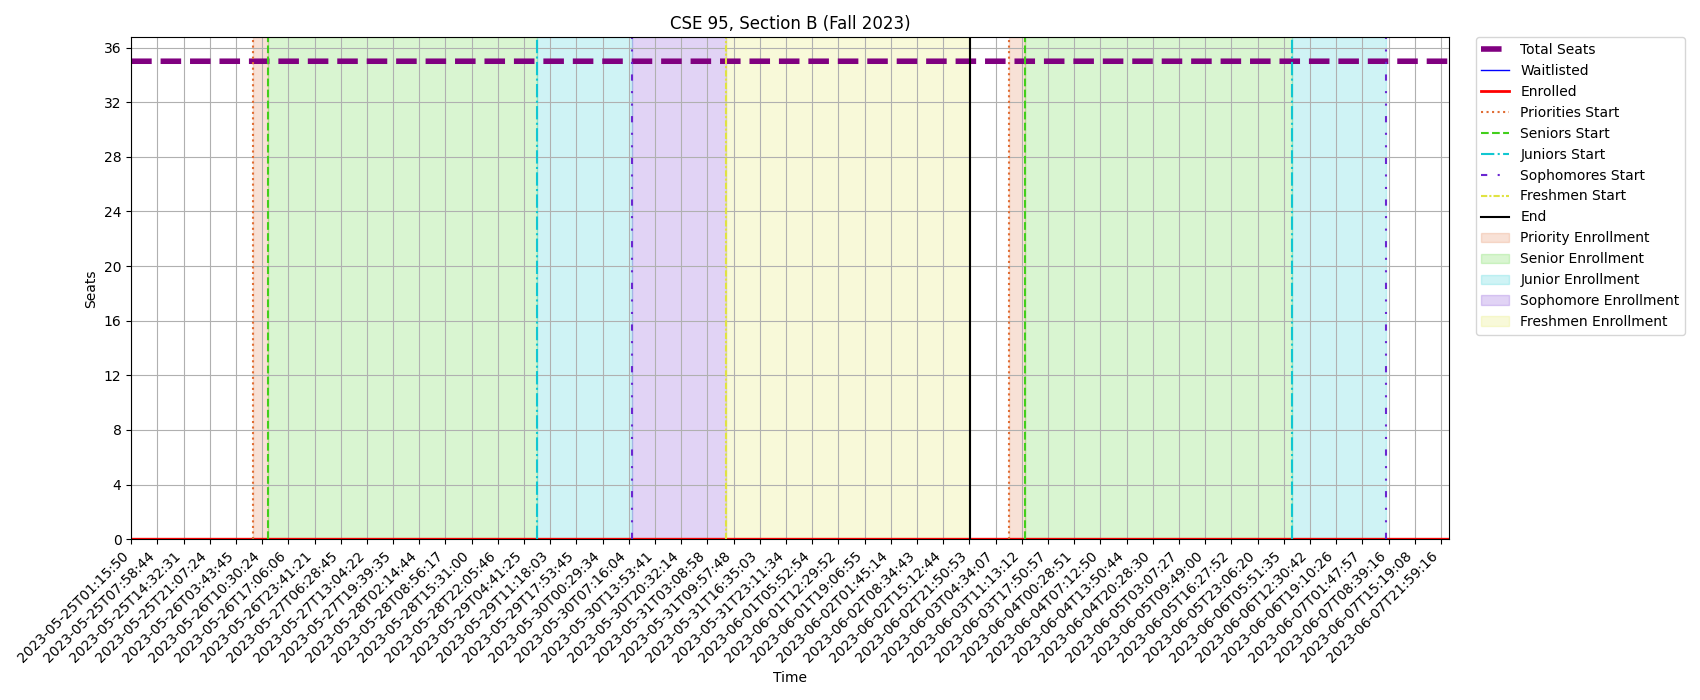 CSE 95, Section B (Fall 2023)
36
32
28
24
20
16
12
8
4
0
Seats
2023-05-25T01:15:50
2023-05-25T07:58:44
2023-05-25T14:32:31
2023-05-25T21:07:24
2023-05-26T03:43:45
2023-05-26T10:30:24
2023-05-26T17:06:06
2023-05-26T23:41:21
2023-05-27T06:28:45
2023-05-27T13:04:22
2023-05-27T19:39:35
2023-05-28T02:14:44
2023-05-28T08:56:17
2023-05-28T15:31:00
2023-05-28T22:05:46
2023-05-29T04:41:25
2023-05-29T11:18:03
2023-05-29T17:53:45
2023-05-30T00:29:34
2023-05-30T07:16:04
2023-05-30T13:53:41
2023-05-30T20:32:14
2023-05-31T03:08:58
2023-05-31T09:57:48
2023-05-31T16:35:03
2023-05-31T23:11:34
2023-06-01T05:52:54
2023-06-01T12:29:52
2023-06-01T19:06:55
2023-06-02T01:45:14
2023-06-02T08:34:43
2023-06-02T15:12:44
2023-06-02T21:50:53
2023-06-03T04:34:07
2023-06-03T11:13:12
2023-06-03T17:50:57
2023-06-04T00:28:51
2023-06-04T07:12:50
2023-06-04T13:50:44
2023-06-04T20:28:30
2023-06-05T03:07:27
2023-06-05T09:49:00
2023-06-05T16:27:52
2023-06-05T23:06:20
2023-06-06T05:51:35
2023-06-06T12:30:42
2023-06-06T19:10:26
2023-06-07T01:47:57
2023-06-07T08:39:16
2023-06-07T15:19:08
2023-06-07T21:59:16
Time
Total Seats
Waitlisted
Enrolled
Priorities Start
Seniors Start
Juniors Start
Sophomores Start
Freshmen Start
End
Priority Enrollment
Senior Enrollment
Junior Enrollment
Sophomore Enrollment
Freshmen Enrollment